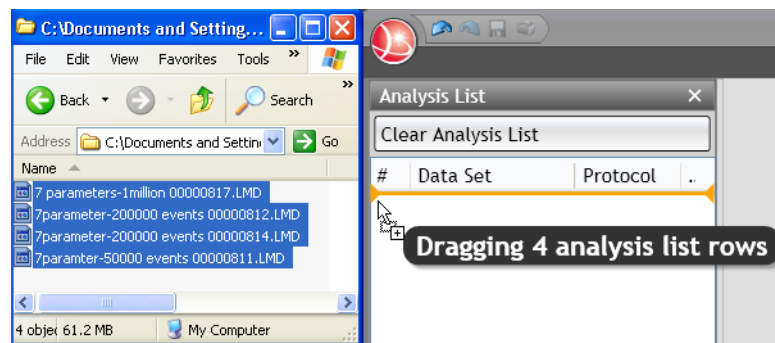 C:\Documents and Setting...
File Edit View Favorites Tools »
Back Search »
Address C:\Documents and Settin Go
Name
7 parameters-1million 00000817.LMD
7parameter-200000 events 00000812.LMD
7parameter-200000 events 00000814.LMD
7paramter-50000 events 00000811.LMD
4 objec 61.2 MB My Computer
Analysis List
Clear Analysis List
# Data Set Protocol ..
Dragging 4 analysis list rows